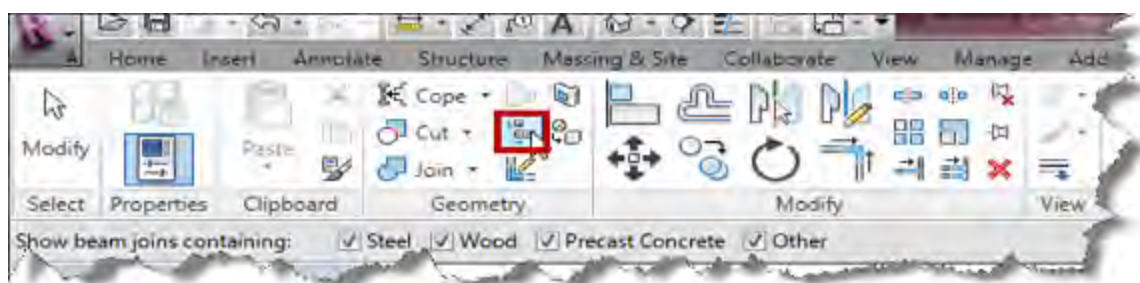 A
Home Insert Annotate Structure Massing & Site Collaborate View Manage Add
Cope
Modify Paste Cut
Join
Select Properties Clipboard Geometry Modify View
Show beam joins containing: Steel Wood Precast Concrete Other